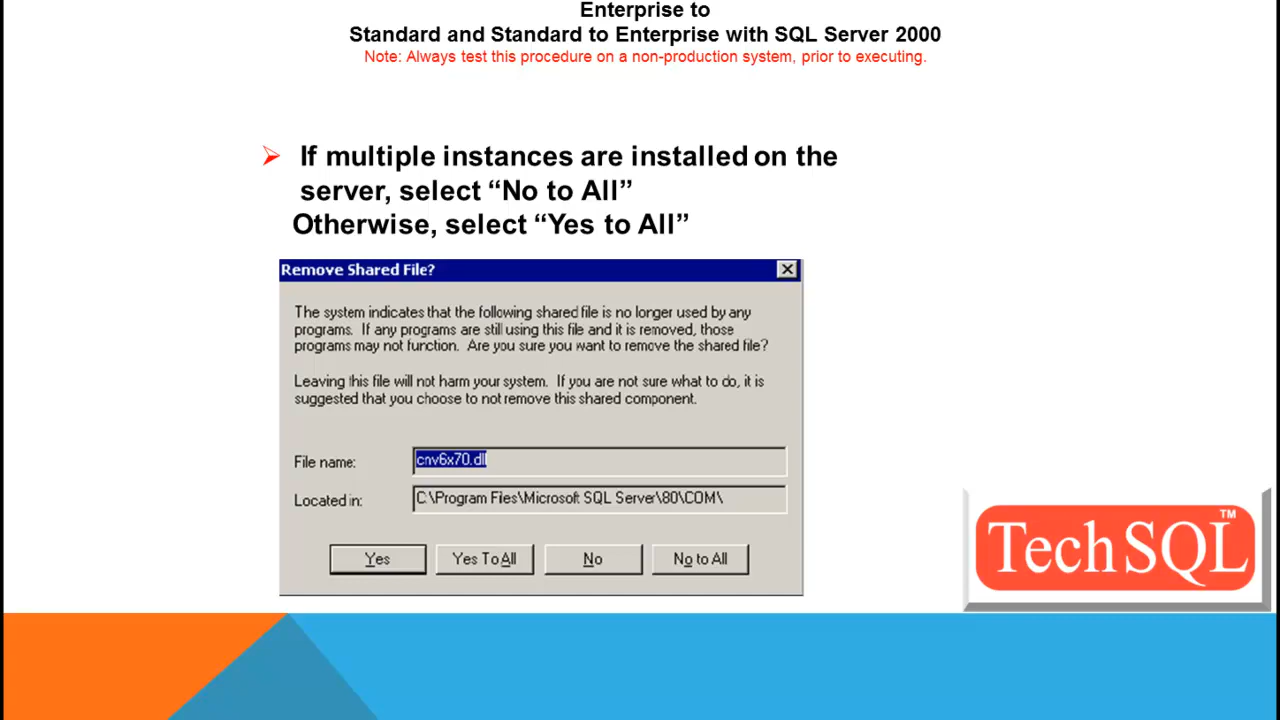 Enterprise to
Standard and Standard to Enterprise with SQL Server 2000
Note: Always test this procedure on a non-production system, prior to executing.
If multiple instances are installed on the
server, select “No to All”
Otherwise, select “Yes to All”
Remove Shared File?
The system indicates that the following shared file is no longer used by any
programs. If any programs are still using this file and it is removed, those
programs may not function. Are you sure you want to remove the shared file?
Leaving this file will not harm your system. If you are not sure what to do, it is
suggested that you choose to not remove this shared component.
File name: cnv6x70.dll
Located in: C:\Program Files\Microsoft SQL Server\80\COM\
Yes Yes To All No No to All
TechSQL™